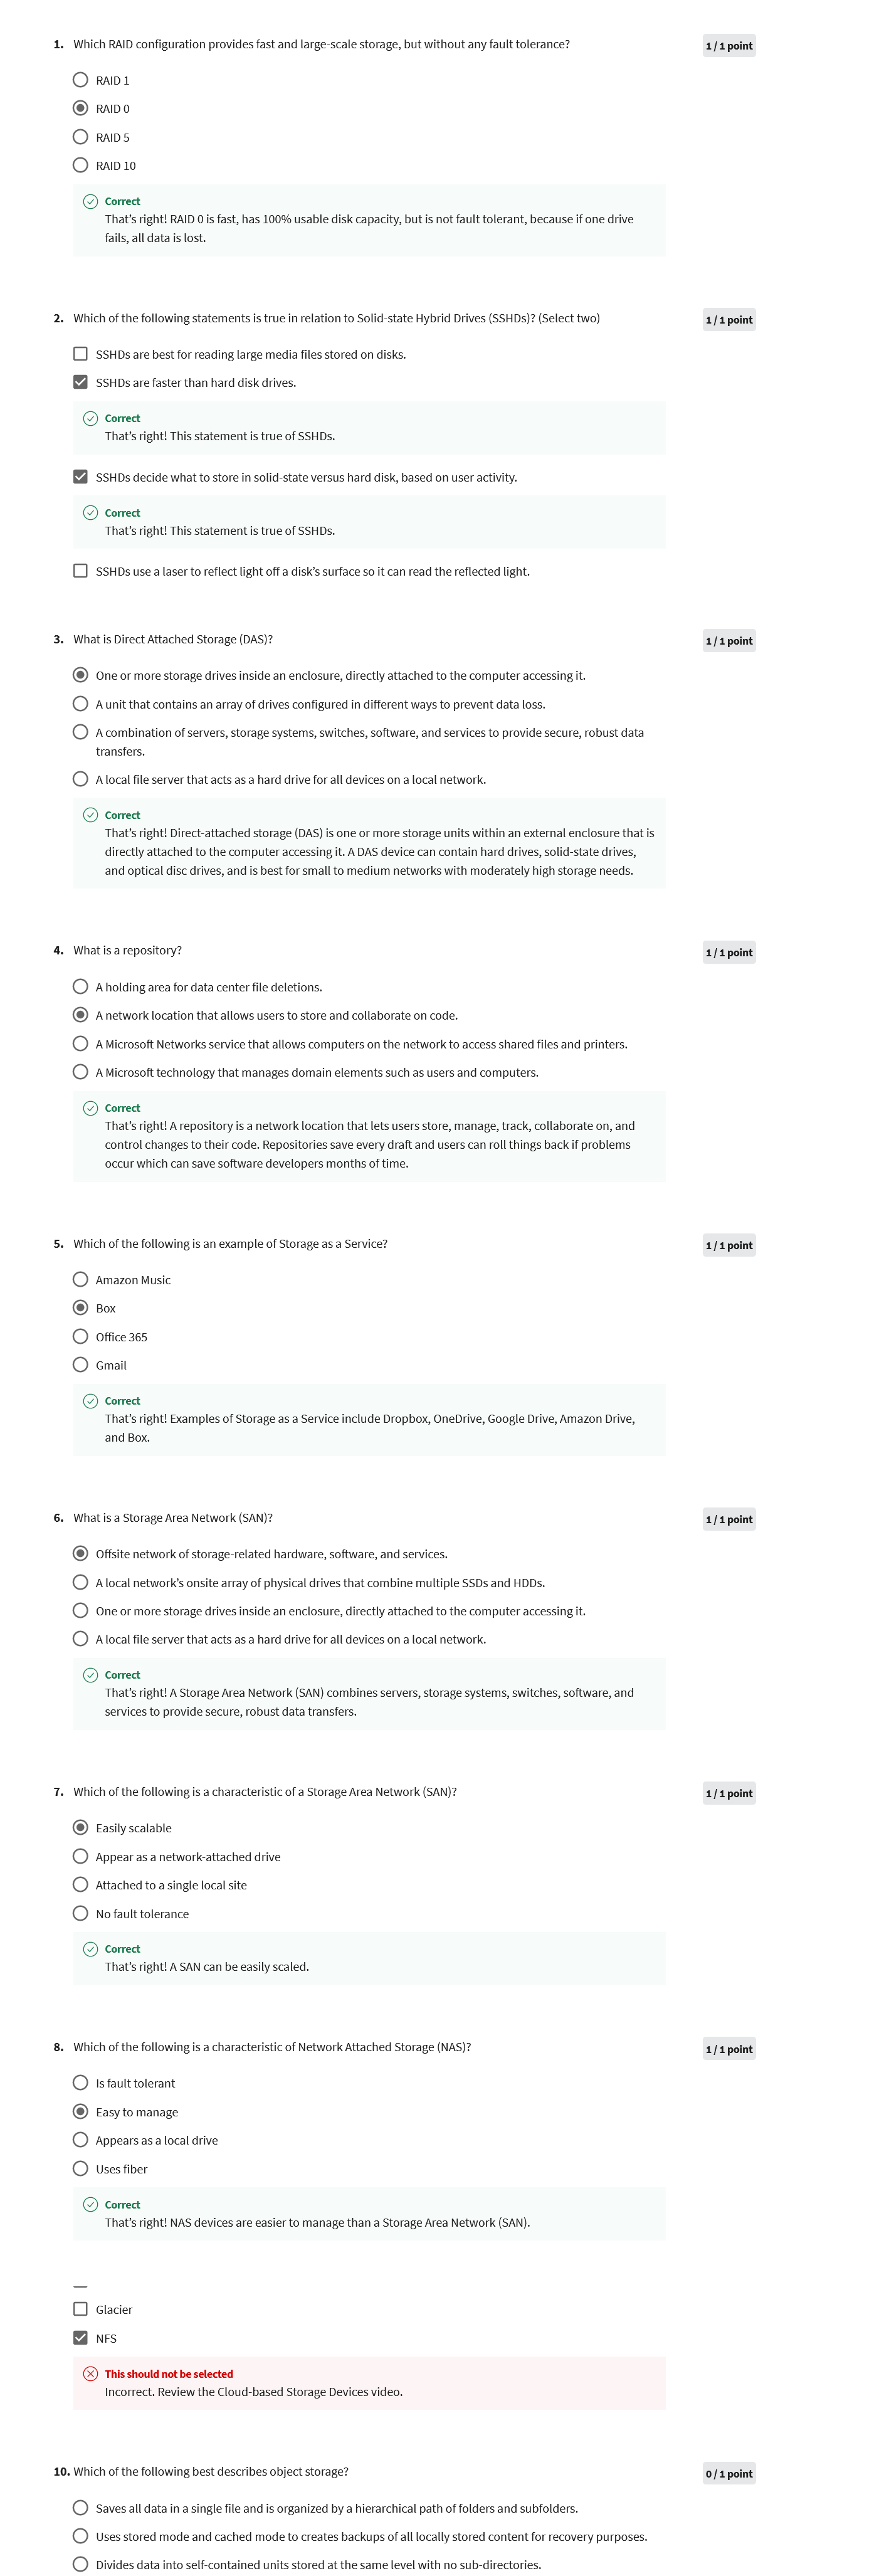 1. Which RAID configuration provides fast and large-scale storage, but without any fault tolerance?
1 / 1 point
RAID 1
RAID 0
RAID 5
RAID 10
Correct
That's right! RAID 0 is fast, has 100% usable disk capacity, but is not fault tolerant, because if one drive
fails, all data is lost.
2. Which of the following statements is true in relation to Solid-state Hybrid Drives (SSHDs)? (Select two)
1 / 1 point
SSHDs are best for reading large media files stored on disks.
SSHDs are faster than hard disk drives.
Correct
That's right! This statement is true of SSHDs.
SSHDs decide what to store in solid-state versus hard disk, based on user activity.
Correct
That's right! This statement is true of SSHDs.
SSHDs use a laser to reflect light off a disk's surface so it can read the reflected light.
3. What is Direct Attached Storage (DAS)?
1 / 1 point
One or more storage drives inside an enclosure, directly attached to the computer accessing it.
A unit that contains an array of drives configured in different ways to prevent data loss.
A combination of servers, storage systems, switches, software, and services to provide secure, robust data
transfers.
A local file server that acts as a hard drive for all devices on a local network.
Correct
That's right! Direct-attached storage (DAS) is one or more storage units within an external enclosure that is
directly attached to the computer accessing it. A DAS device can contain hard drives, solid-state drives,
and optical disc drives, and is best for small to medium networks with moderately high storage needs.
4. What is a repository?
1 / 1 point
A holding area for data center file deletions.
A network location that allows users to store and collaborate on code.
A Microsoft Networks service that allows computers on the network to access shared files and printers.
A Microsoft technology that manages domain elements such as users and computers.
Correct
That's right! A repository is a network location that lets users store, manage, track, collaborate on, and
control changes to their code. Repositories save every draft and users can roll things back if problems
occur which can save software developers months of time.
5. Which of the following is an example of Storage as a Service?
1 / 1 point
Amazon Music
Box
Office 365
Gmail
Correct
That's right! Examples of Storage as a Service include Dropbox, OneDrive, Google Drive, Amazon Drive,
and Box.
6. What is a Storage Area Network (SAN)?
1 / 1 point
Offsite network of storage-related hardware, software, and services.
A local network's onsite array of physical drives that combine multiple SSDs and HDDs.
One or more storage drives inside an enclosure, directly attached to the computer accessing it.
A local file server that acts as a hard drive for all devices on a local network.
Correct
That's right! A Storage Area Network (SAN) combines servers, storage systems, switches, software, and
services to provide secure, robust data transfers.
7. Which of the following is a characteristic of a Storage Area Network (SAN)?
1 / 1 point
Easily scalable
Appear as a network-attached drive
Attached to a single local site
No fault tolerance
Correct
That's right! A SAN can be easily scaled.
8. Which of the following is a characteristic of Network Attached Storage (NAS)?
1 / 1 point
Is fault tolerant
Easy to manage
Appears as a local drive
Uses fiber
Correct
That's right! NAS devices are easier to manage than a Storage Area Network (SAN).
Glacier
NFS
This should not be selected
Incorrect. Review the Cloud-based Storage Devices video.
10. Which of the following best describes object storage?
0 / 1 point
Saves all data in a single file and is organized by a hierarchical path of folders and subfolders.
Uses stored mode and cached mode to creates backups of all locally stored content for recovery purposes.
Divides data into self-contained units stored at the same level with no sub-directories.